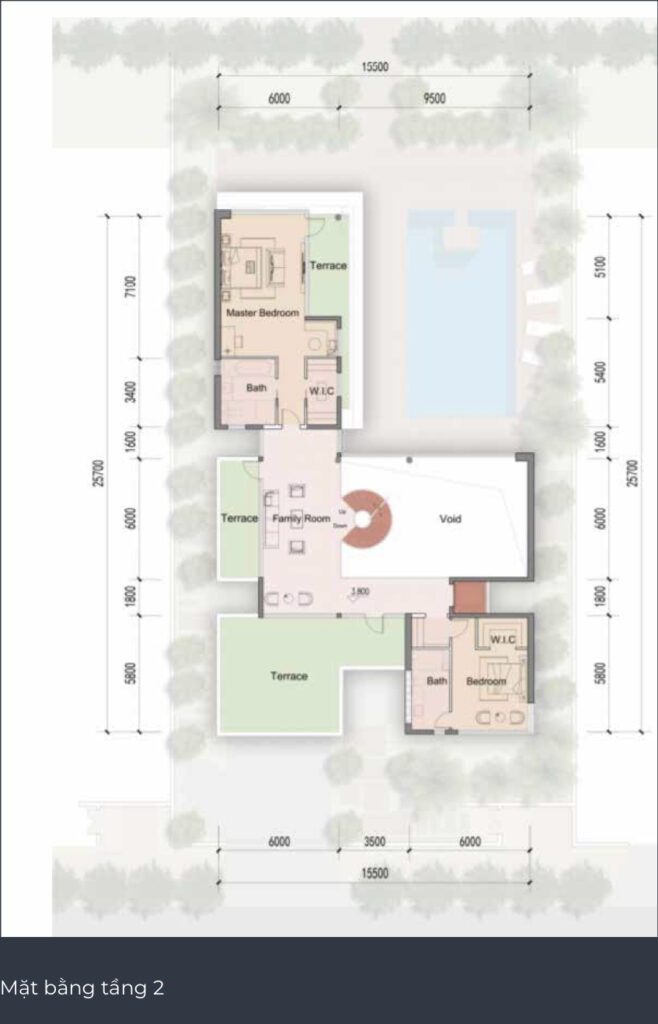 15500
6000 9500
Terrace
Master Bedroom
Bath
W.I.C
7100
3400
1600
6000
1800
5800
25700
5100
5400
1600
6000
1800
5800
25700
Terrace
Family Room
Up
Down
Void
3.800
Terrace
W.I.C
Bath
Bedroom
6000 3500 6000
15500
Mặt bằng tầng 2